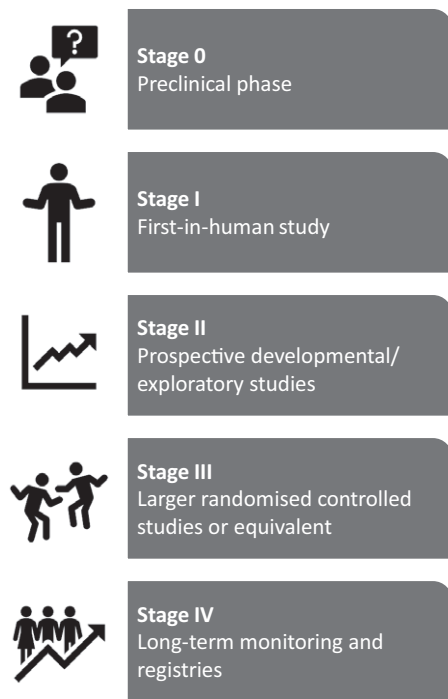 ?
Stage 0
Preclinical phase
Stage I
First-in-human study
Stage II
Prospective developmental/
exploratory studies
Stage III
Larger randomised controlled
studies or equivalent
Stage IV
Long-term monitoring and
registries